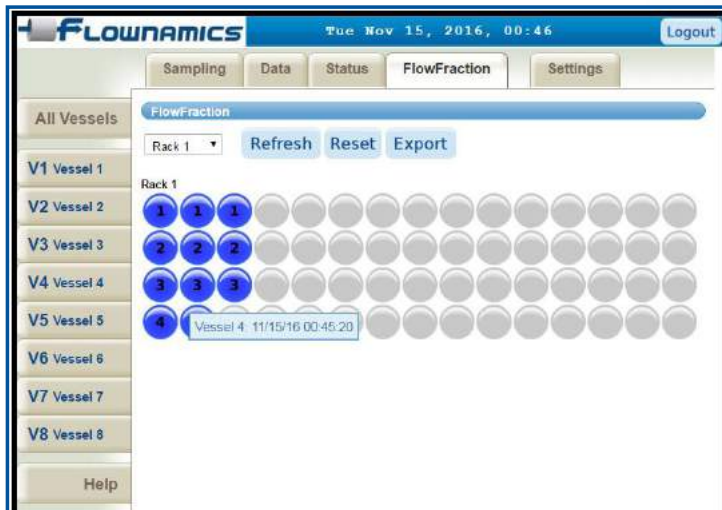 FLOWNAMICS
Tue Nov 15, 2016, 00:46
Logout
Sampling Data Status FlowFraction Settings
All Vessels
V1 Vessel 1
V2 Vessel 2
V3 Vessel 3
V4 Vessel 4
V5 Vessel 5
V6 Vessel 6
V7 Vessel 7
V8 Vessel 8
Help
FlowFraction
Rack 1
Refresh Reset Export
Rack 1
1 1 1
2 2 2
3 3 3
4
Vessel 4: 11/15/16 00:45:20